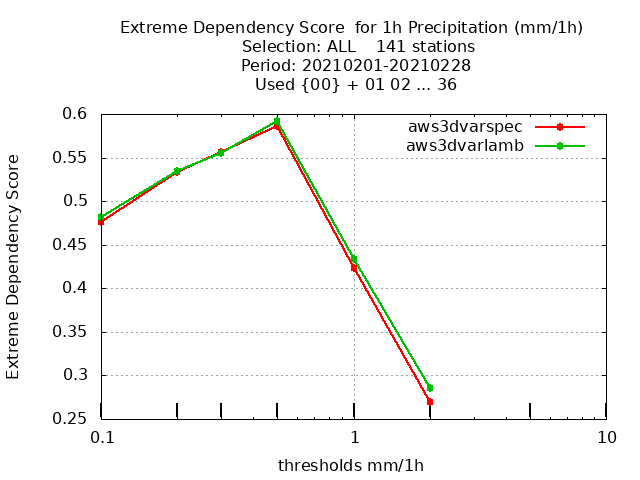 Extreme Dependency Score  for 1h Precipitation (mm/1h)
Selection: ALL    141 stations
Period: 20210201-20210228
Used {00} + 01 02 ... 36
aws3dvarspec
aws3dvarlamb
Extreme Dependency Score
0.6
0.55
0.5
0.45
0.4
0.35
0.3
0.25
0.1
1
10
thresholds mm/1h